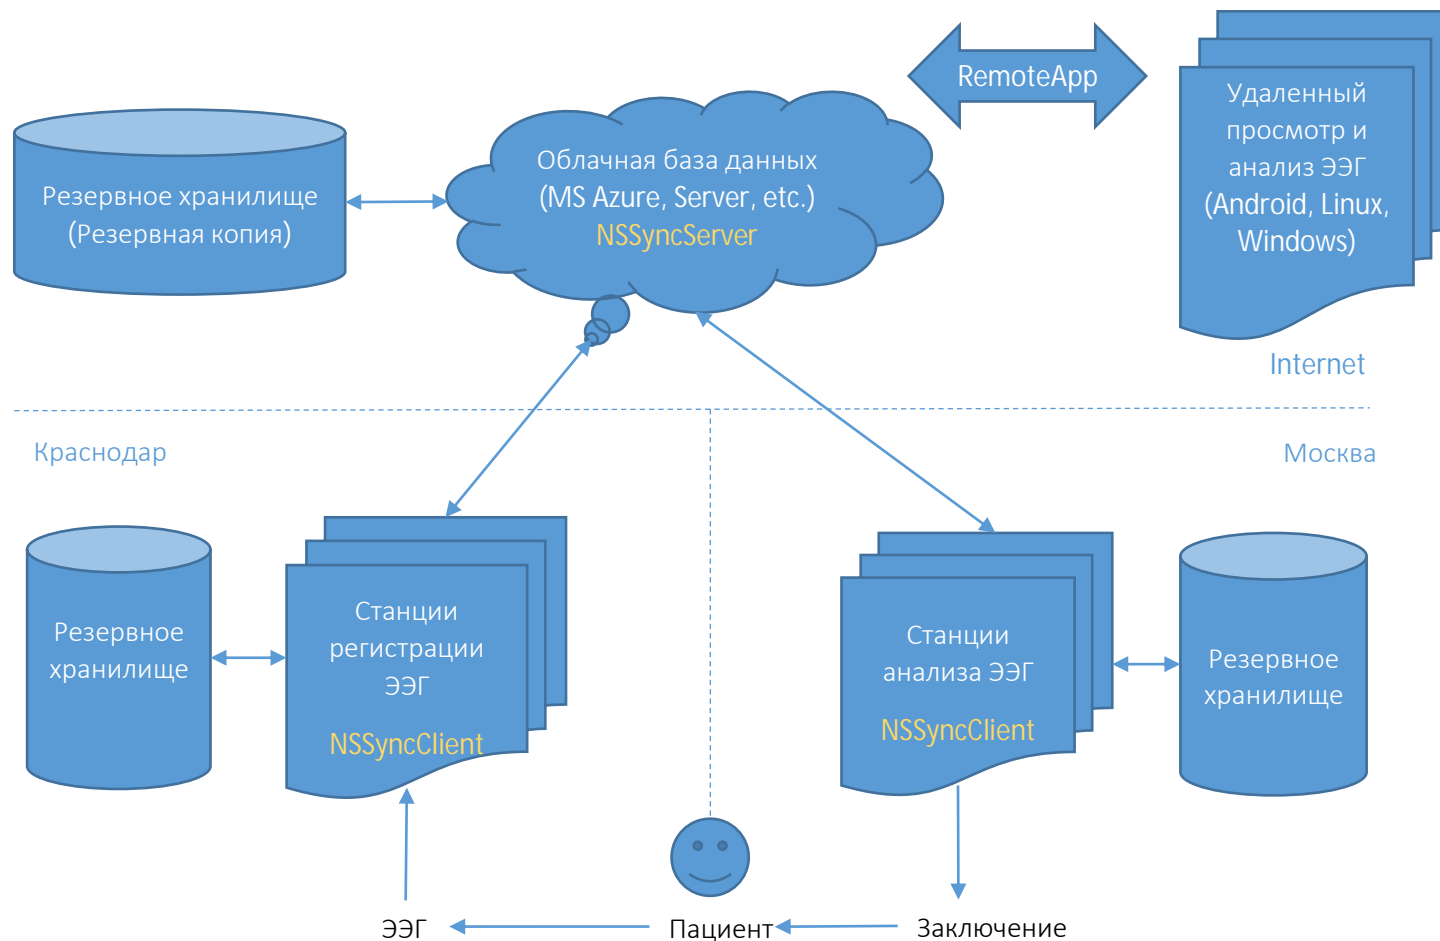 RemoteApp
Удаленный
просмотр и
анализ ЭЭГ
(Android, Linux,
Windows)
Облачная база данных
(MS Azure, Server, etc.)
NSSyncServer
Резервное хранилище
(Резервная копия)
Internet
Краснодар
Москва
Резервное
хранилище
Станции
регистрации
ЭЭГ
NSSyncClient
Станции
анализа ЭЭГ
NSSyncClient
Резервное
хранилище
ЭЭГ
Пациент
Заключение